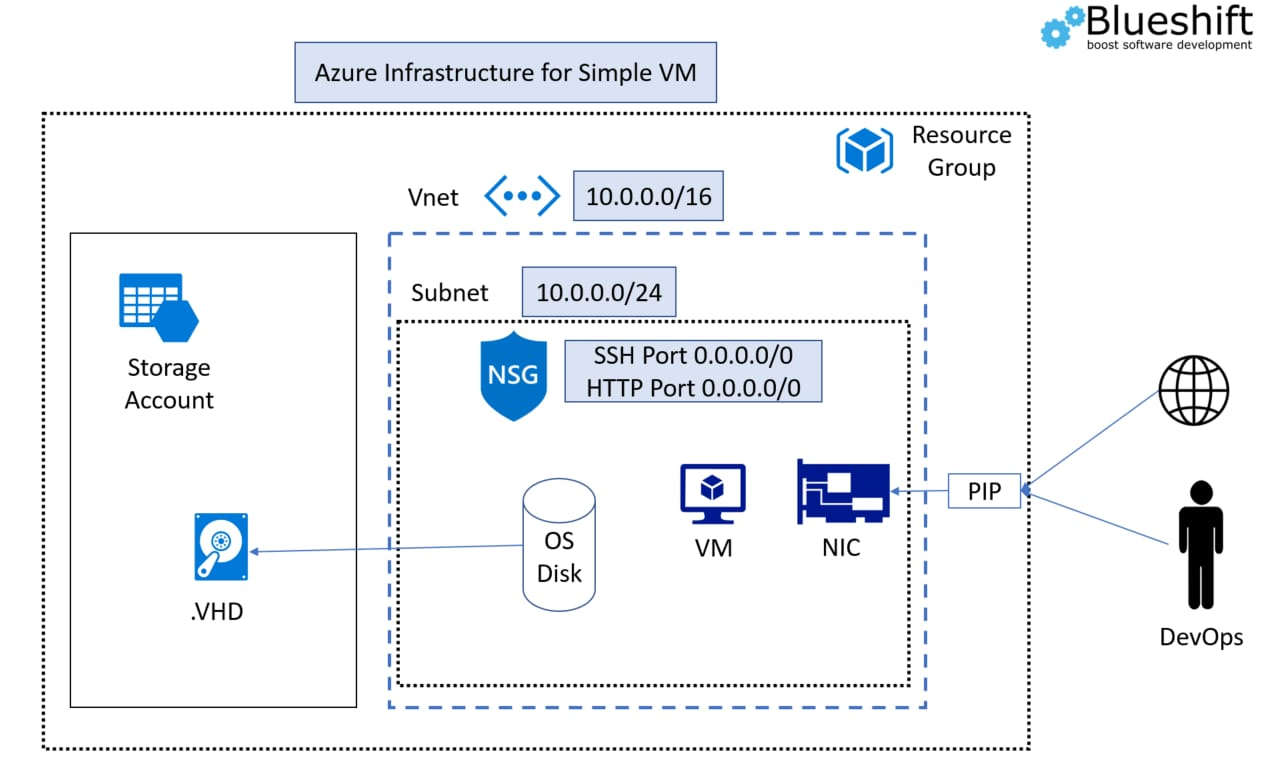 Blueshift
boost software development
Azure Infrastructure for Simple VM
Resource
Group
Vnet
10.0.0.0/16
Subnet
10.0.0.0/24
NSG
SSH Port 0.0.0.0/0
HTTP Port 0.0.0.0/0
Storage
Account
PIP
VM
NIC
OS
Disk
.VHD
DevOps